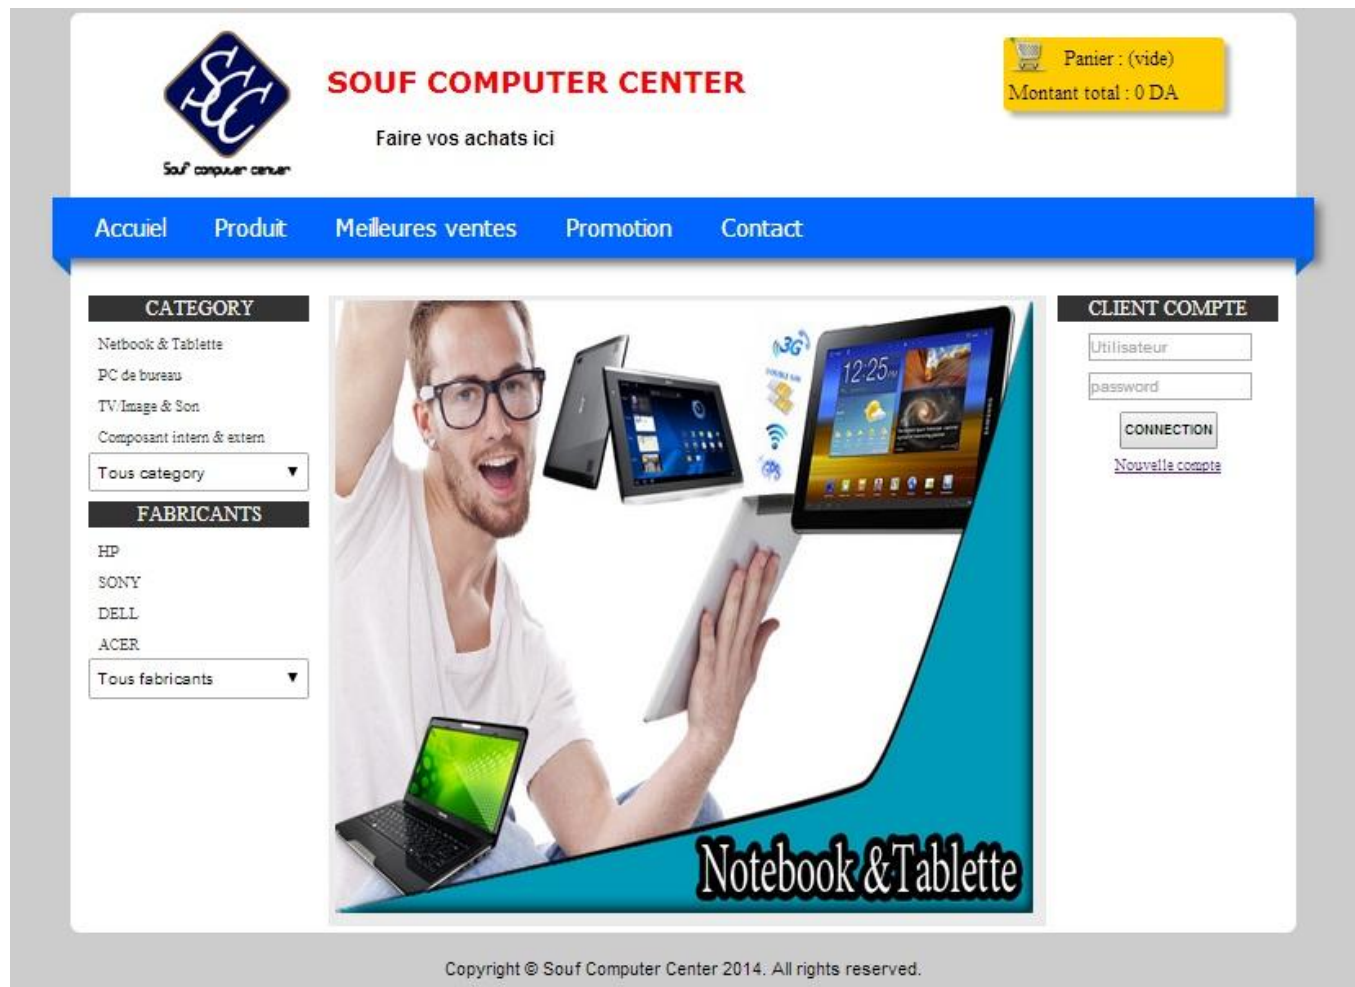 SCC
Souf computer center
SOUF COMPUTER CENTER
Faire vos achats ici
Panier : (vide)
Montant total : 0 DA
Accuiel Produit Meilleures ventes Promotion Contact
CATEGORY
Netbook & Tablette
PC de bureau
TV/Image & Son
Composant intern & extern
Tous category
FABRICANTS
HP
SONY
DELL
ACER
Tous fabricants
3G
GPS
12:25
SAMSUNG
Notebook &Tablette
CLIENT COMPTE
Utilisateur
password
CONNECTION
Nouvelle compte
Copyright © Souf Computer Center 2014. All rights reserved.